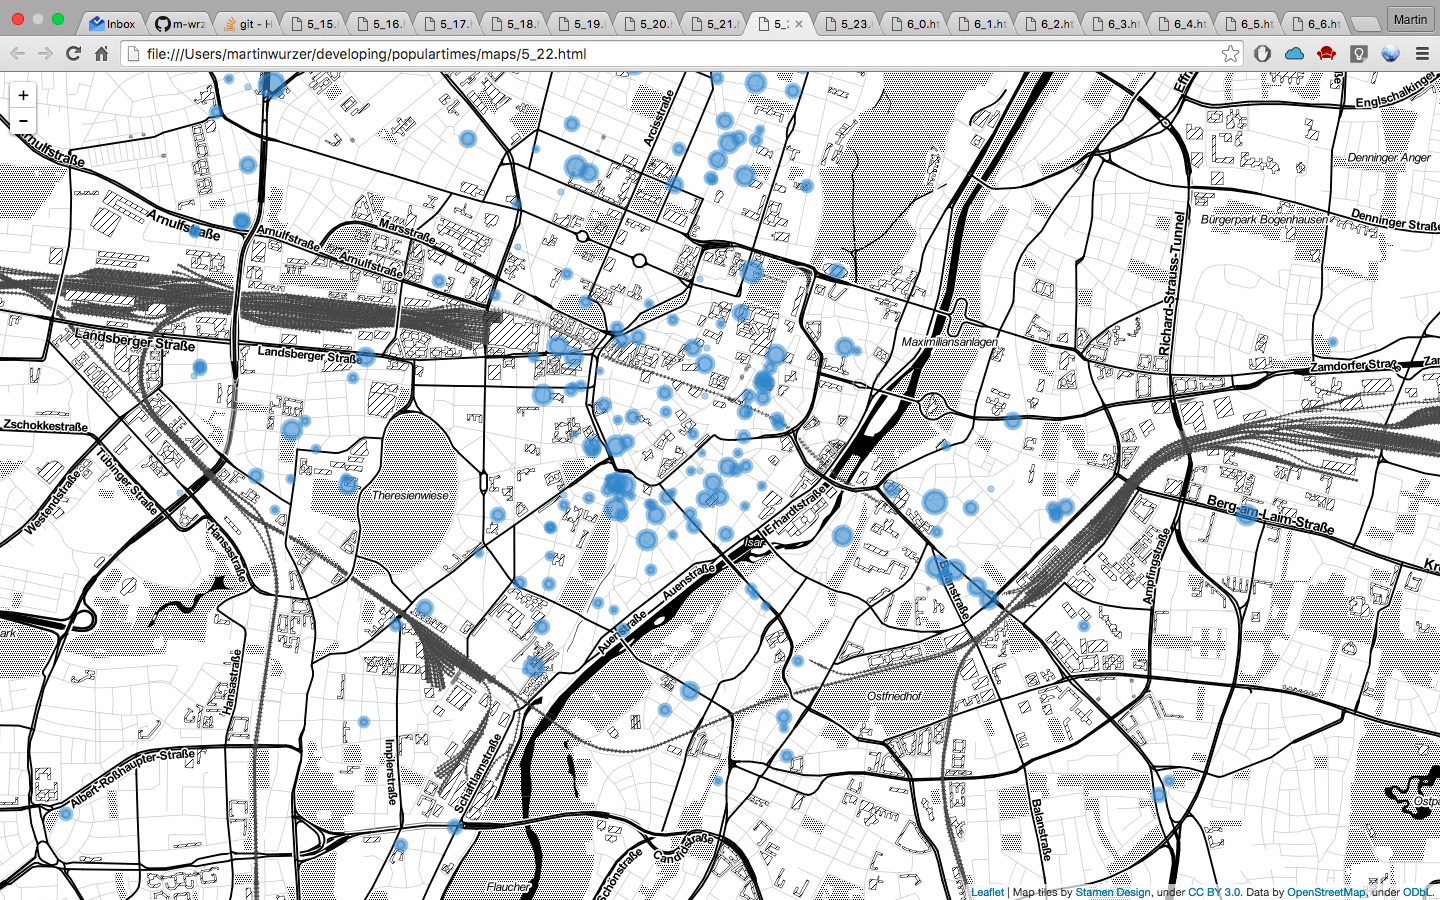 Inbox
m-wrz
git - H
5_15.
5_16.
5_17.
5_18.
5_19.
5_20.
5_21.
5_23.
6_0.ht
6_1.ht
6_2.ht
6_3.ht
6_4.ht
6_5.ht
6_6.ht
Martin
file:///Users/martinwurzer/developing/populartimes/maps/5_22.html
+
−
Arcisstraße
Englschalkinger
Denninger Anger
Arnulfstraße
Marsstraße
Bürgerpark Bogenhausen
Denninger Straße
Arnulfstraße
Arnulfstraße
Richard-Strauss-Tunnel
Landsberger Straße
Landsberger Straße
Maximiliansanlagen
Zamdorfer Straße
Zschokkestraße
Tübinger Straße
Westendstraße
Theresienwiese
Erhardtstraße
Berg-am-Laim-Straße
Hansastraße
Isar
Auenstraße
Ampfingstraße
Balanstraße
Auenstraße
Hansastraße
Ostfriedhof
Albert-Roßhaupter-Straße
Implerstraße
Schäftlarnstraße
Balanstraße
Candidstraße
Schönstraße
Flaucher
Leaflet | Map tiles by Stamen Design, under CC BY 3.0. Data by OpenStreetMap, under ODbL.